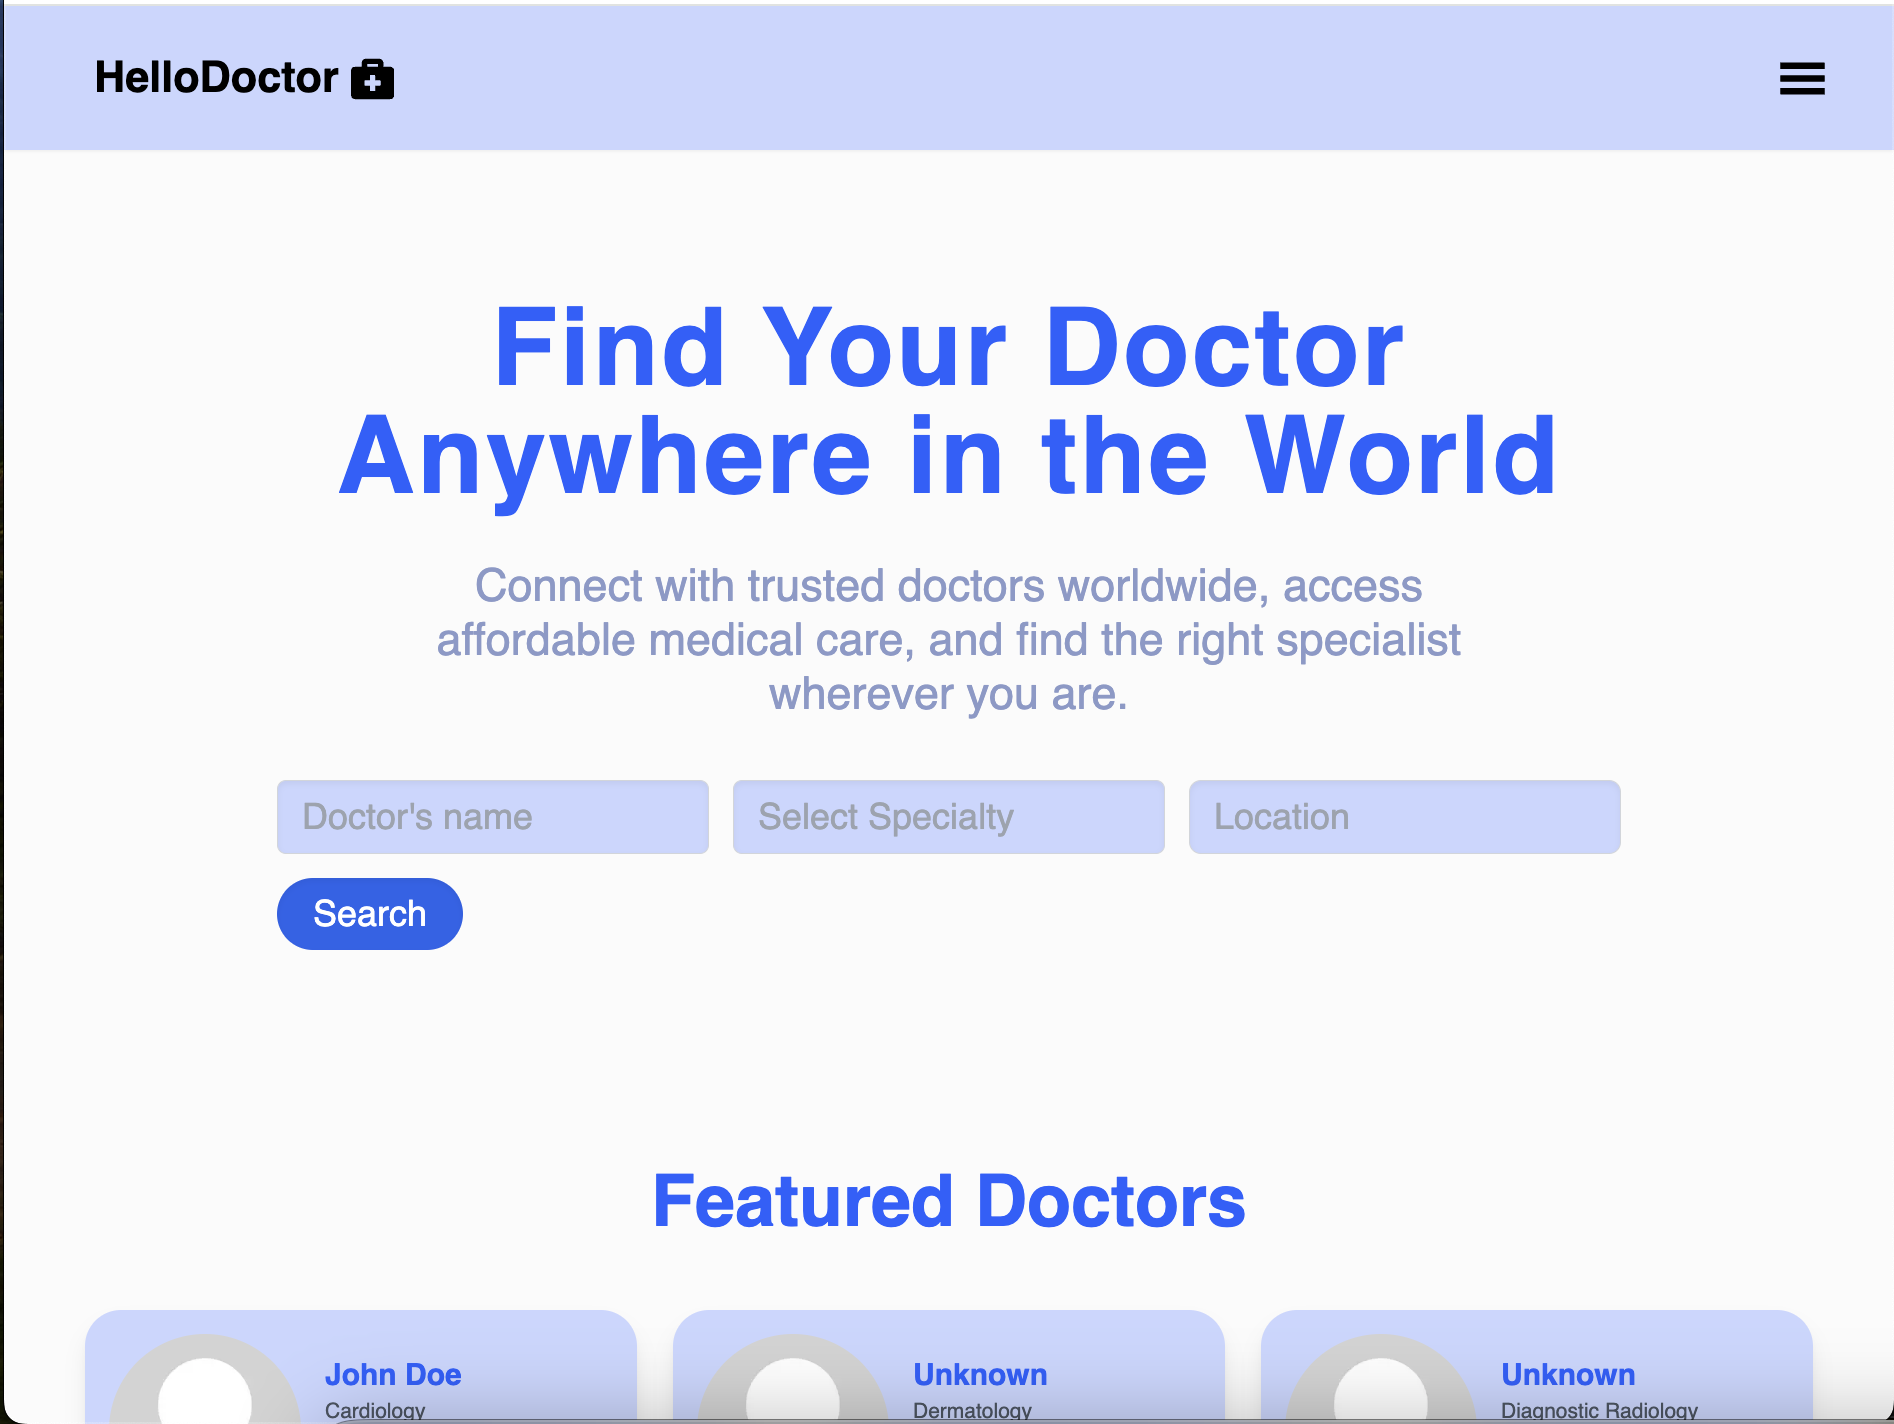 HelloDoctor
Find Your Doctor
Anywhere in the World
Connect with trusted doctors worldwide, access
affordable medical care, and find the right specialist
wherever you are.
Doctor's name
Select Specialty
Location
Search
Featured Doctors
John Doe
Cardiology
Unknown
Dermatology
Unknown
Diagnostic Radiology